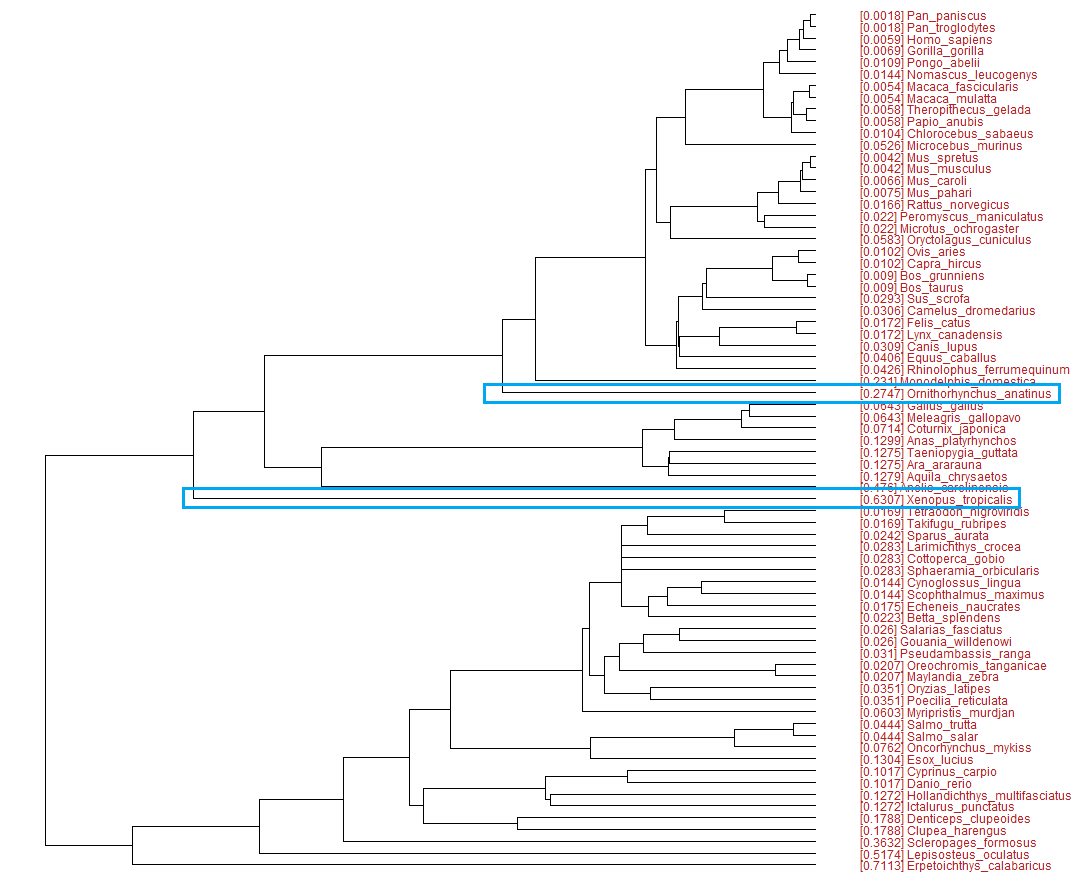 [0.0018] Pan_paniscus
[0.0018] Pan_troglodytes
[0.0059] Homo_sapiens
[0.0069] Gorilla_gorilla
[0.0109] Pongo_abelii
[0.0144] Nomascus_leucogenys
[0.0054] Macaca_fascicularis
[0.0054] Macaca_mulatta
[0.0058] Theropithecus_gelada
[0.0058] Papio_anubis
[0.0104] Chlorocebus_sabaeus
[0.0526] Microcebus_murinus
[0.0042] Mus_spretus
[0.0042] Mus_musculus
[0.0066] Mus_caroli
[0.0075] Mus_pahari
[0.0166] Rattus_norvegicus
[0.022] Peromyscus_maniculatus
[0.022] Microtus_ochrogaster
[0.0583] Oryctolagus_cuniculus
[0.0102] Ovis_aries
[0.0102] Capra_hircus
[0.009] Bos_grunniens
[0.009] Bos_taurus
[0.0293] Sus_scrofa
[0.0306] Camelus_dromedarius
[0.0172] Felis_catus
[0.0172] Lynx_canadensis
[0.0309] Canis_lupus
[0.0406] Equus_caballus
[0.0426] Rhinolophus_ferrumequinum
[0.231] Monodelphis_domestica
[0.2747] Ornithorhynchus_anatinus
[0.0643] Gallus_gallus
[0.0643] Meleagris_gallopavo
[0.0714] Coturnix_japonica
[0.1299] Anas_platyrhynchos
[0.1275] Taeniopygia_guttata
[0.1275] Ara_ararauna
[0.1279] Aquila_chrysaetos
[0.476] Anolis_carolinensis
[0.6307] Xenopus_tropicalis
[0.0169] Tetraodon_nigroviridis
[0.0169] Takifugu_rubripes
[0.0242] Sparus_aurata
[0.0283] Larimichthys_crocea
[0.0283] Cottoperca_gobio
[0.0283] Sphaeramia_orbicularis
[0.0144] Cynoglossus_lingua
[0.0144] Scophthalmus_maximus
[0.0175] Echeneis_naucrates
[0.0223] Betta_splendens
[0.026] Salarias_fasciatus
[0.026] Gouania_willdenowi
[0.031] Pseudambassis_ranga
[0.0207] Oreochromis_tanganicae
[0.0207] Maylandia_zebra
[0.0351] Oryzias_latipes
[0.0351] Poecilia_reticulata
[0.0603] Myripristis_murdjan
[0.0444] Salmo_trutta
[0.0444] Salmo_salar
[0.0762] Oncorhynchus_mykiss
[0.1304] Esox_lucius
[0.1017] Cyprinus_carpio
[0.1017] Danio_rerio
[0.1272] Hollandichthys_multifasciatus
[0.1272] Ictalurus_punctatus
[0.1788] Denticeps_clupeoides
[0.1788] Clupea_harengus
[0.3632] Scleropages_formosus
[0.5174] Lepisosteus_oculatus
[0.7113] Erpetoichthys_calabaricus